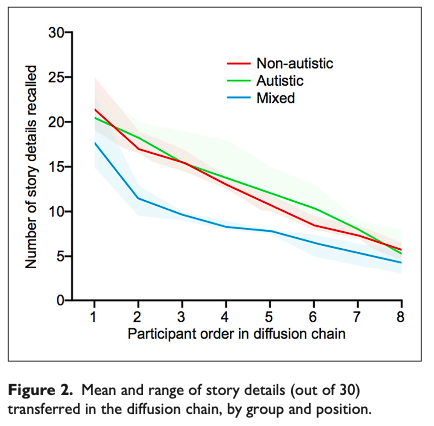 30
25
20
15
10
5
0
Number of story details recalled
Non-autistic
Autistic
Mixed
1 2 3 4 5 6 7 8
Participant order in diffusion chain
Figure 2. Mean and range of story details (out of 30)
transferred in the diffusion chain, by group and position.